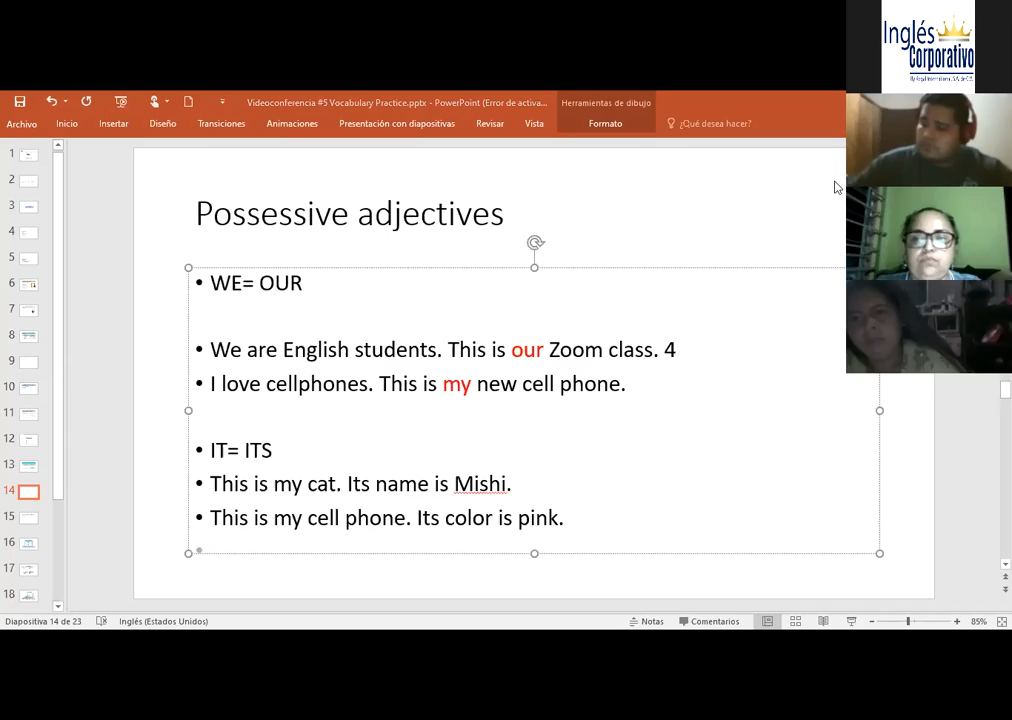 Inglés
Corporativo
Videoconferencia #5 Vocabulary Practice.pptx - PowerPoint (Error de activa...
Herramientas de dibujo
Archivo
Inicio
Insertar
Diseño
Transiciones
Animaciones
Presentación con diapositivas
Revisar
Vista
Formato
¿Qué desea hacer?
1
2
3
4
5
6
7
8
9
10
11
12
13
14
15
16
17
18
Possessive adjectives
• WE= OUR
• We are English students. This is our Zoom class. 4
• I love cellphones. This is my new cell phone.
• IT= ITS
• This is my cat. Its name is Mishi.
• This is my cell phone. Its color is pink.
Diapositiva 14 de 23
Inglés (Estados Unidos)
Notas
Comentarios
85%